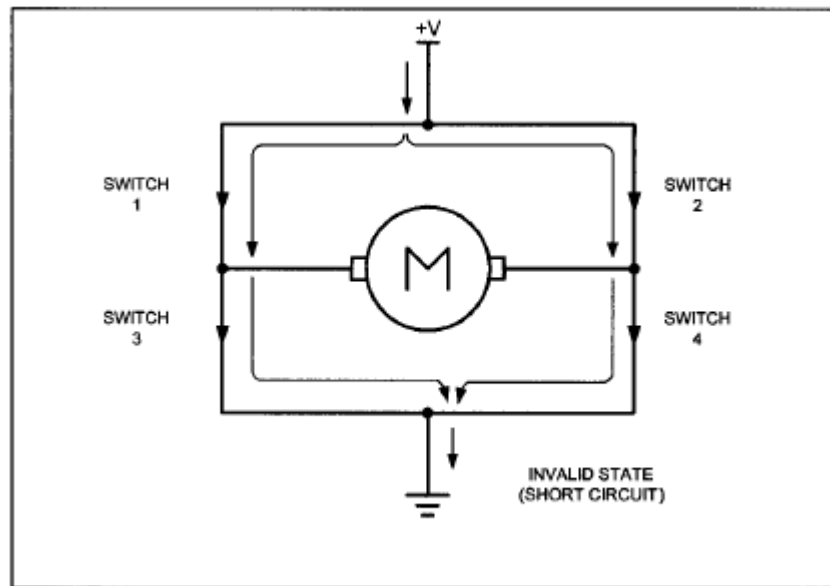 +V
SWITCH
1
SWITCH
2
M
SWITCH
3
SWITCH
4
INVALID STATE
(SHORT CIRCUIT)